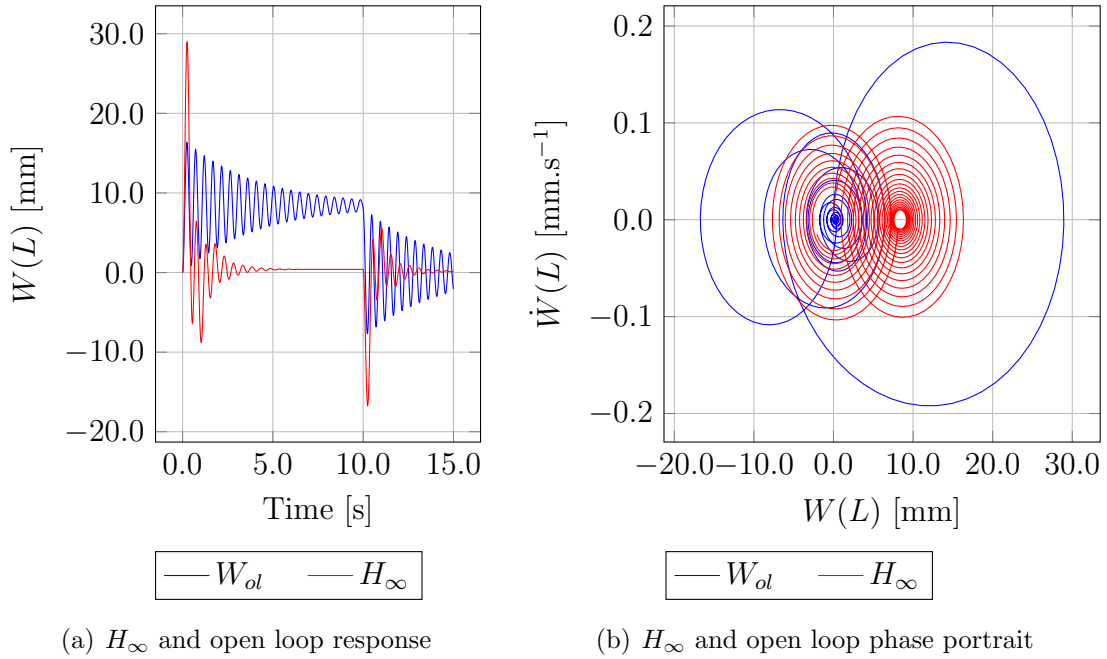 30.0
20.0
10.0
0.0
−10.0
−20.0
W(L) [mm]
0.0 5.0 10.0 15.0
Time [s]
W_{ol} H_∞
(a) H_∞ and open loop response
0.2
0.1
0.0
−0.1
−0.2
Ẇ(L) [mm.s⁻¹]
−20.0 −10.0 0.0 10.0 20.0 30.0
W(L) [mm]
W_{ol} H_∞
(b) H_∞ and open loop phase portrait